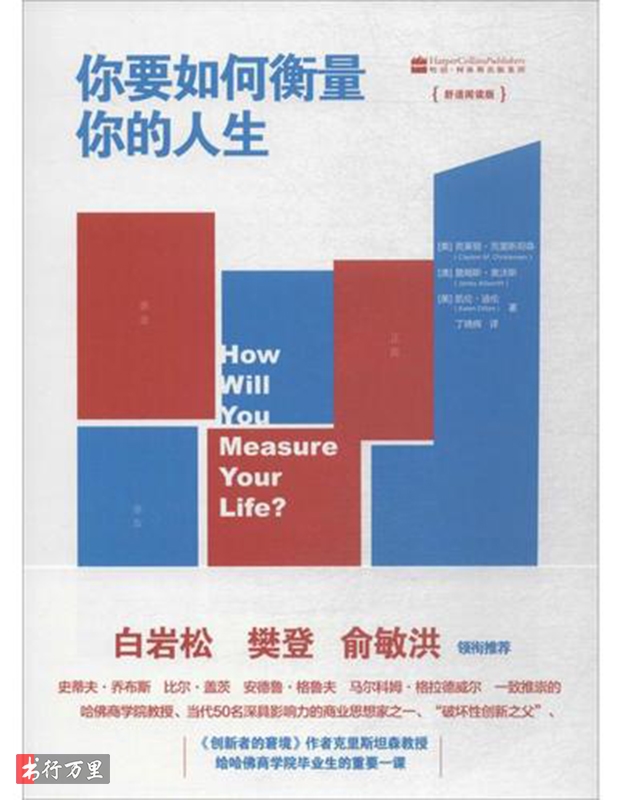 你要如何衡量
你的人生
HarperCollinsPublishers
哈珀·柯林斯出版集团
{ 舒适阅读版 }
[美] 克莱顿·克里斯坦森
(Clayton M. Christensen)
[澳] 詹姆斯·奥沃斯
(James Allworth)
[美] 凯伦·迪伦
(Karen Dillon) 著
丁晓辉 译
How
Will
You
Measure
Your
Life?
白岩松 樊登 俞敏洪 领衔推荐
史蒂夫·乔布斯 比尔·盖茨 安德鲁·格鲁夫 马尔科姆·格拉德威尔 一致推崇的
哈佛商学院教授、当代50名深具影响力的商业思想家之一、“破坏性创新之父”、
《创新者的窘境》作者克里斯坦森教授
给哈佛商学院毕业生的重要一课
书行万里